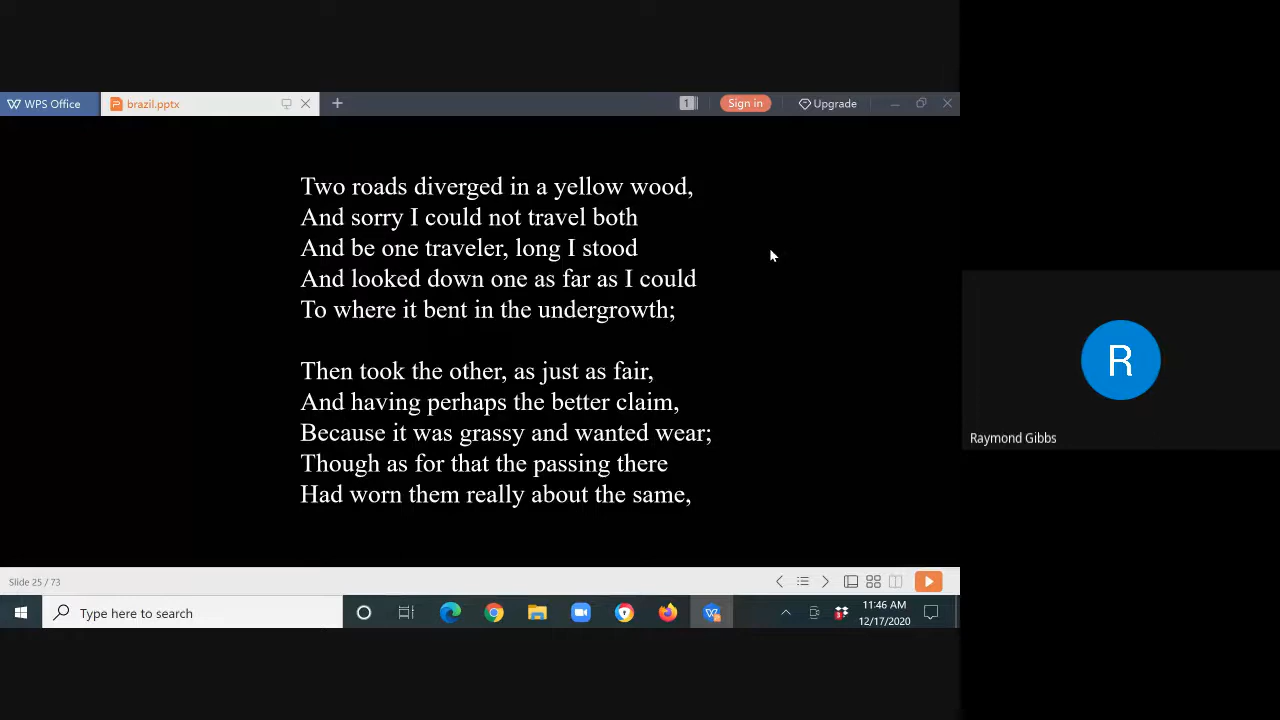 WPS Office
brazil.pptx
1
Sign in
Upgrade
Two roads diverged in a yellow wood,
And sorry I could not travel both
And be one traveler, long I stood
And looked down one as far as I could
To where it bent in the undergrowth;
Then took the other, as just as fair,
And having perhaps the better claim,
Because it was grassy and wanted wear;
Though as for that the passing there
Had worn them really about the same,
R
Raymond Gibbs
Slide 25 / 73
Type here to search
11:46 AM
12/17/2020